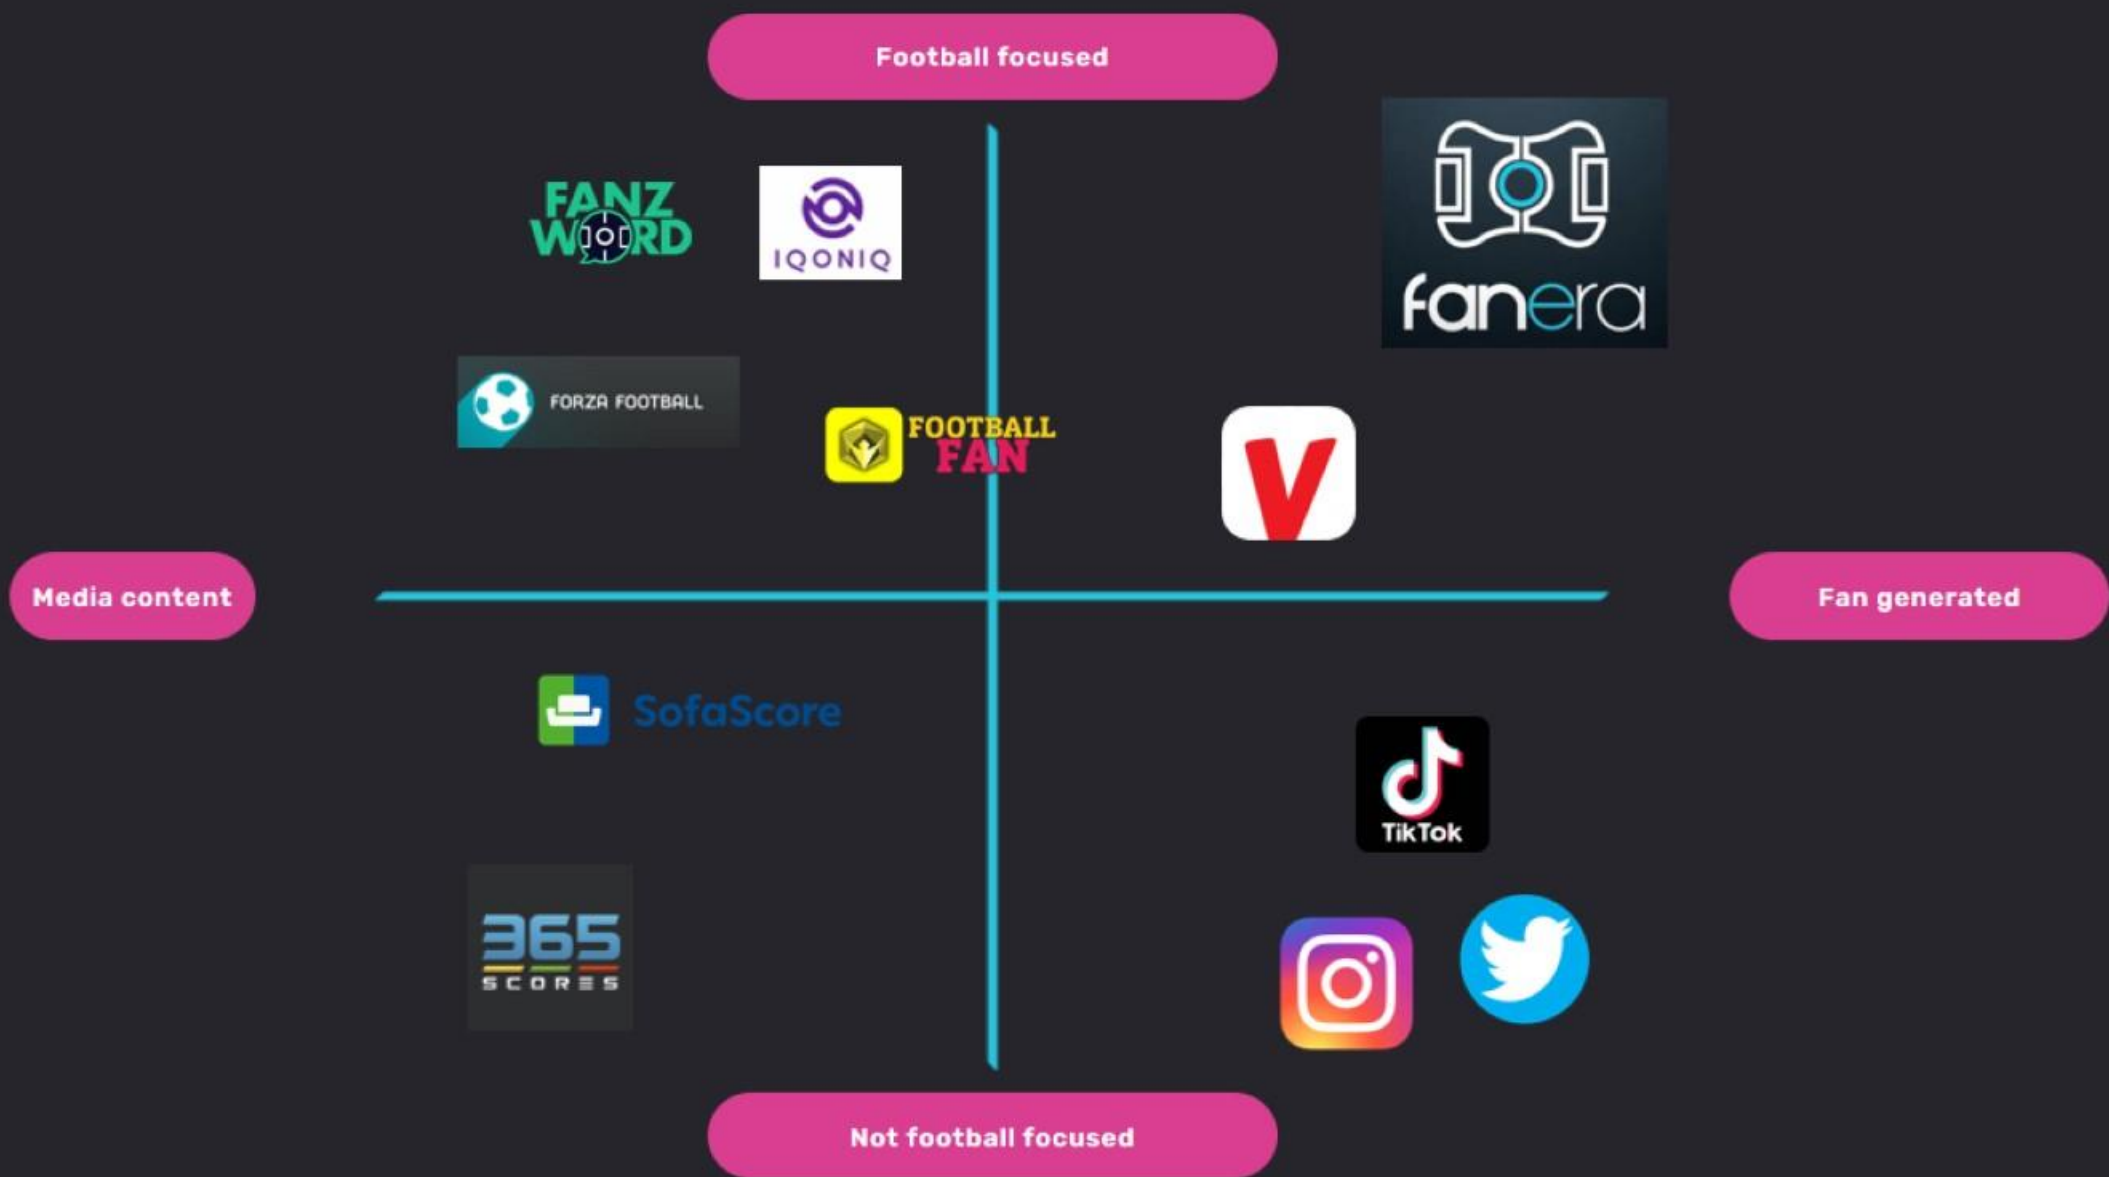 Football focused
FANZ
WORD
IQONIQ
fanera
FORZA FOOTBALL
FOOTBALL
FAN
V
Media content
Fan generated
SofaScore
TikTok
365
SCORES
Not football focused